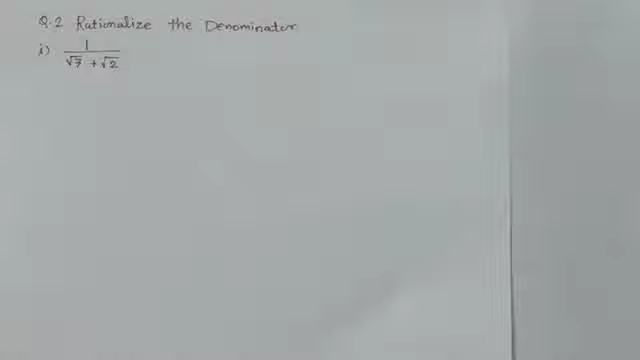 Q.2 Rationalize the Denominator
i) 1/(√7 + √2)